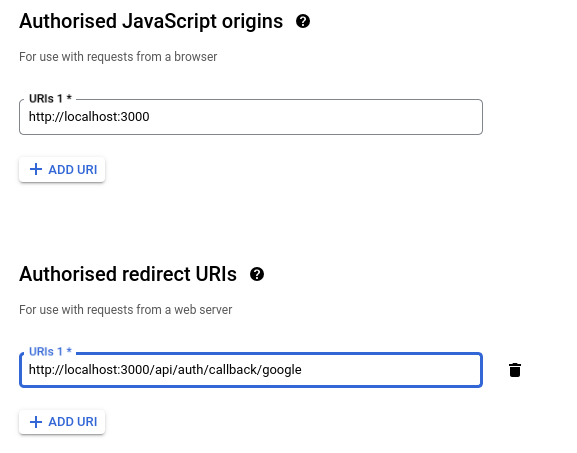 Authorised JavaScript origins
For use with requests from a browser
URIs 1 *
http://localhost:3000
ADD URI
Authorised redirect URIs
For use with requests from a web server
URIs 1 *
http://localhost:3000/api/auth/callback/google
ADD URI